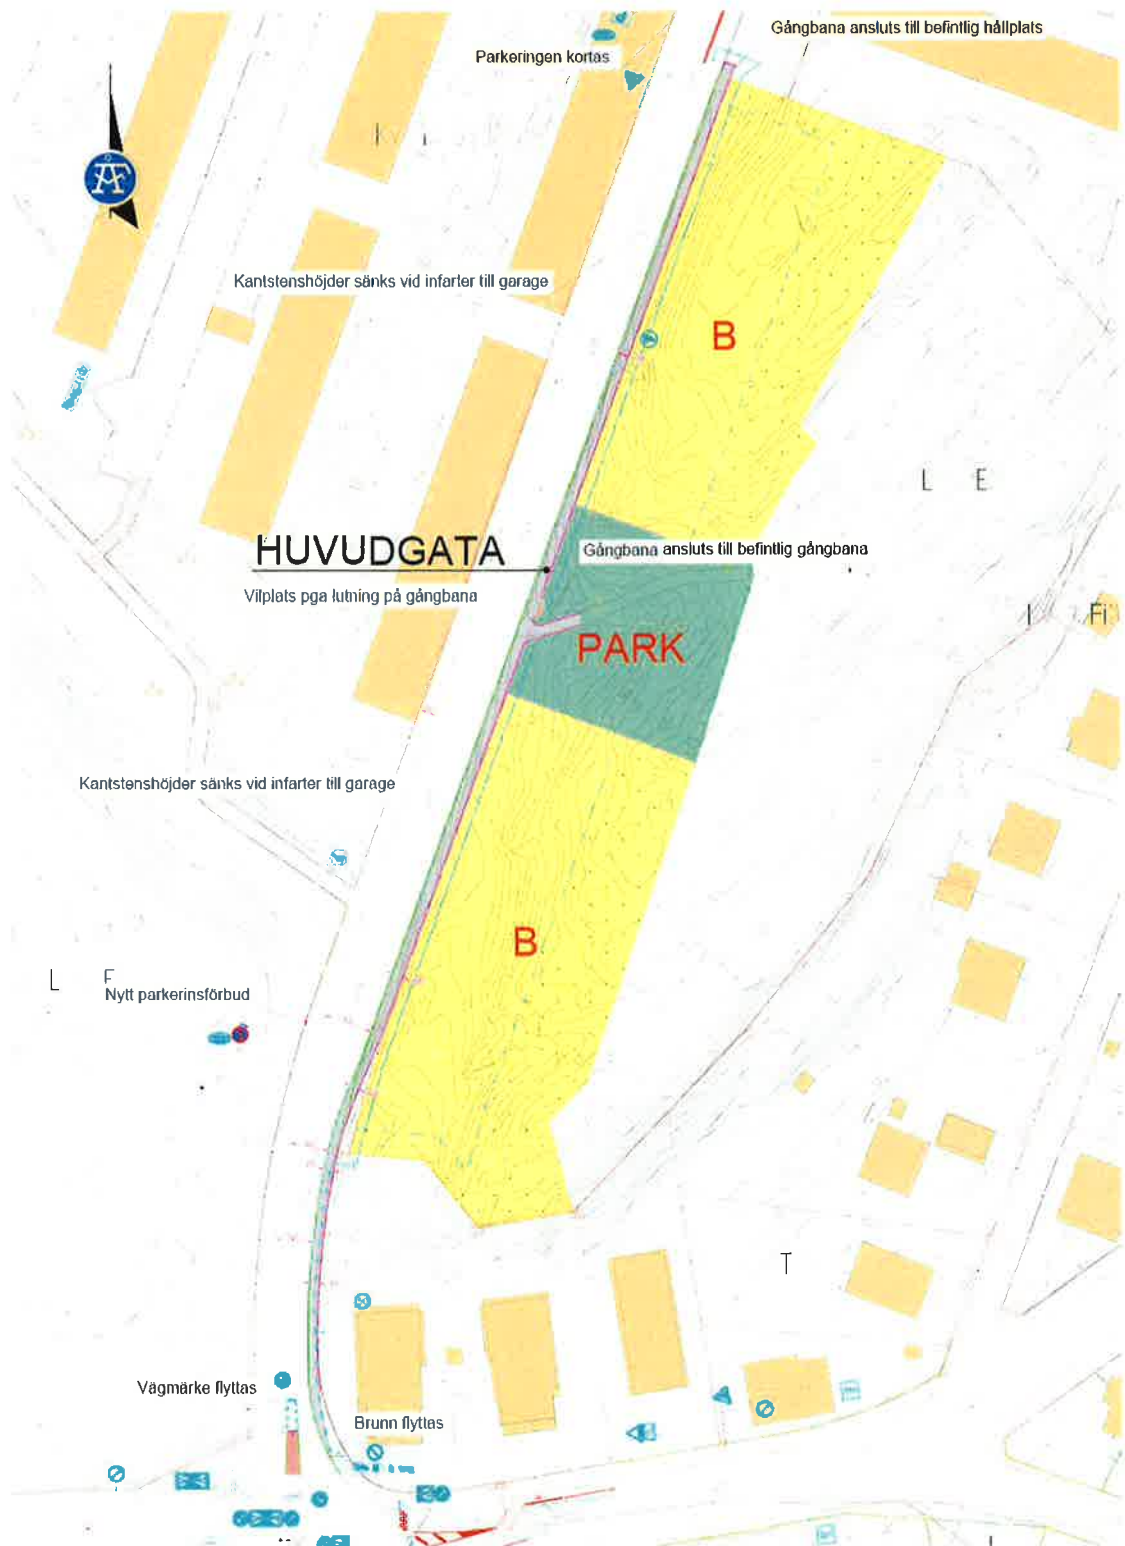 Gångbana ansluts till befintlig hållplats
Parkeringen kortas
ÅF
Kantstenshöjder sänks vid infarter till garage
B
L E
HUVUDGATA
Gångbana ansluts till befintlig gångbana
Vilplats pga lutning på gångbana
PARK
Kantstenshöjder sänks vid infarter till garage
B
L F
Nytt parkerinsförbud
T
Vägmärke flyttas
Brunn flyttas